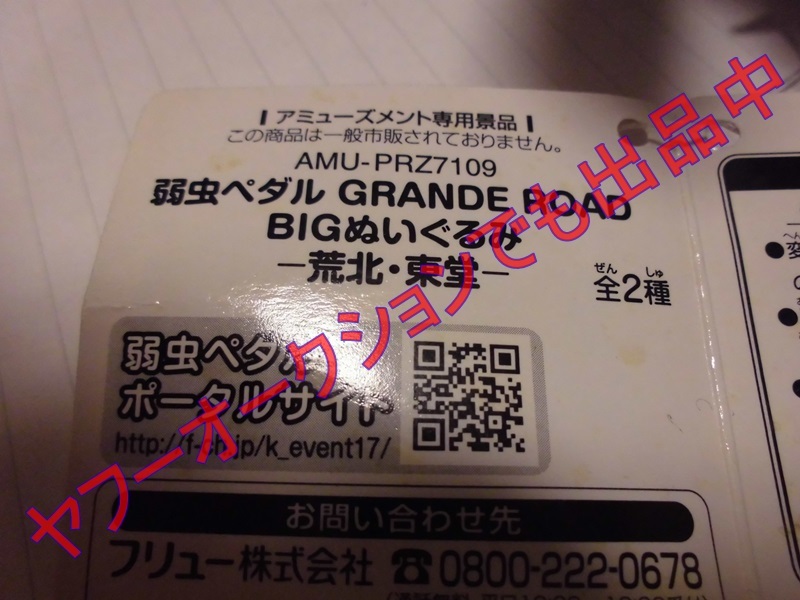 アミューズメント専用景品
この商品は一般市販されておりません。
AMU-PRZ7109
弱虫ペダル GRANDE ROAD
BIGぬいぐるみ
ー荒北・東堂ー
ぜん しゅ
全2種
弱虫ペダル
ポータルサイト
http://f-ch.jp/k_event17/
お問い合わせ先
フリュー株式会社 ☎0800-222-0678
ヤフーオークションでも出品中